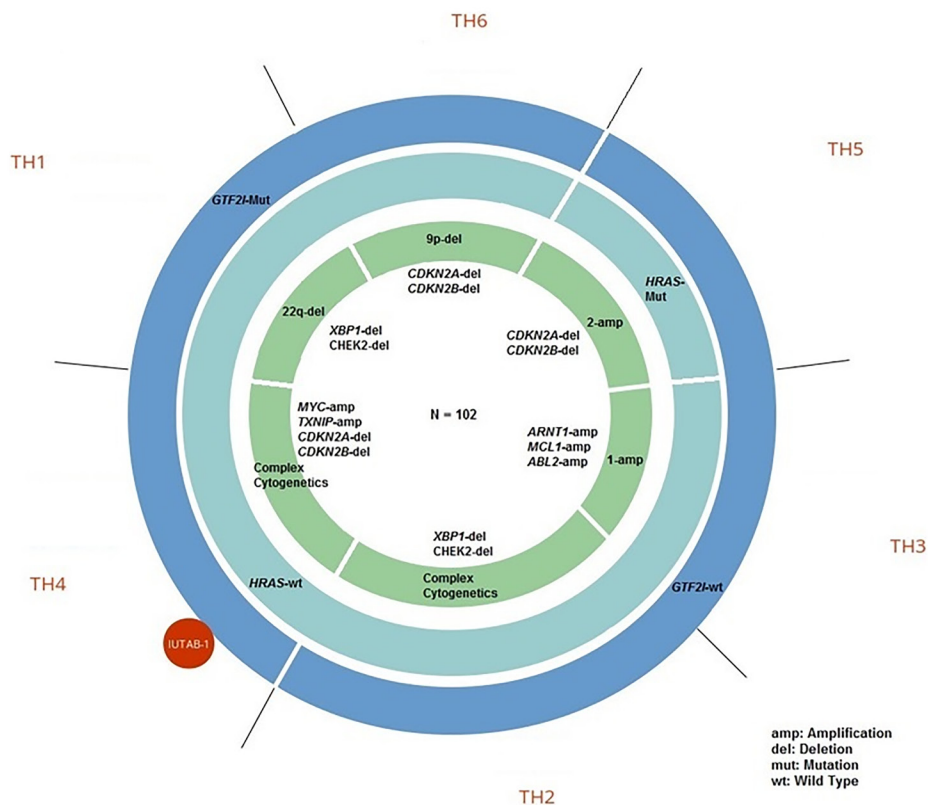 TH6
TH5
TH1
GTF2I-Mut
9p-del
CDKN2A-del
CDKN2B-del
HRAS-
Mut
22q-del
2-amp
XBP1-del
CHEK2-del
CDKN2A-del
CDKN2B-del
MYC-amp
TXNIP-amp
CDKN2A-del
CDKN2B-del
N = 102
ARNT1-amp
MCL1-amp
ABL2-amp
1-amp
Complex
Cytogenetics
XBP1-del
CHEK2-del
TH3
TH4
HRAS-wt
Complex
Cytogenetics
GTF2I-wt
IUTAB-1
amp: Amplification
del: Deletion
mut: Mutation
wt: Wild Type
TH2